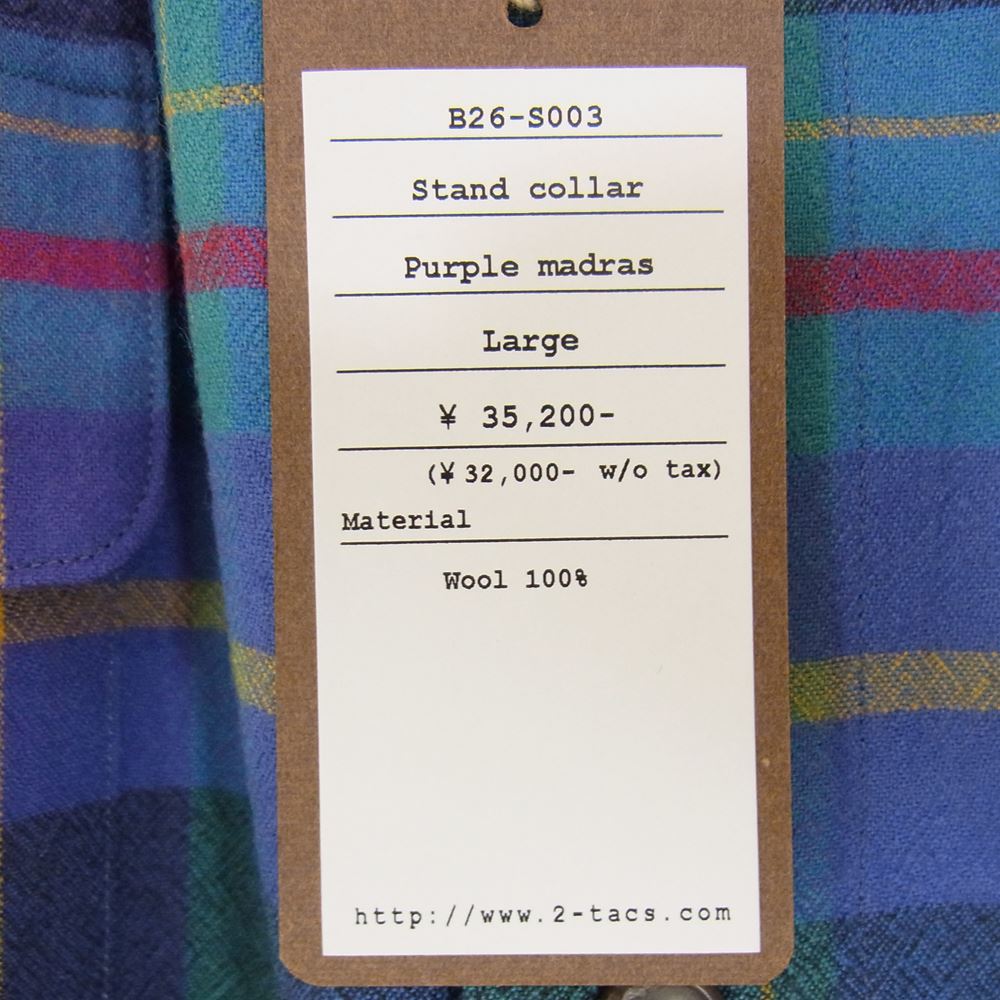 B26-S003
Stand collar
Purple madras
Large
¥ 35,200-
(¥32,000- w/o tax)
Material
Wool 100%
http://www.2-tacs.com